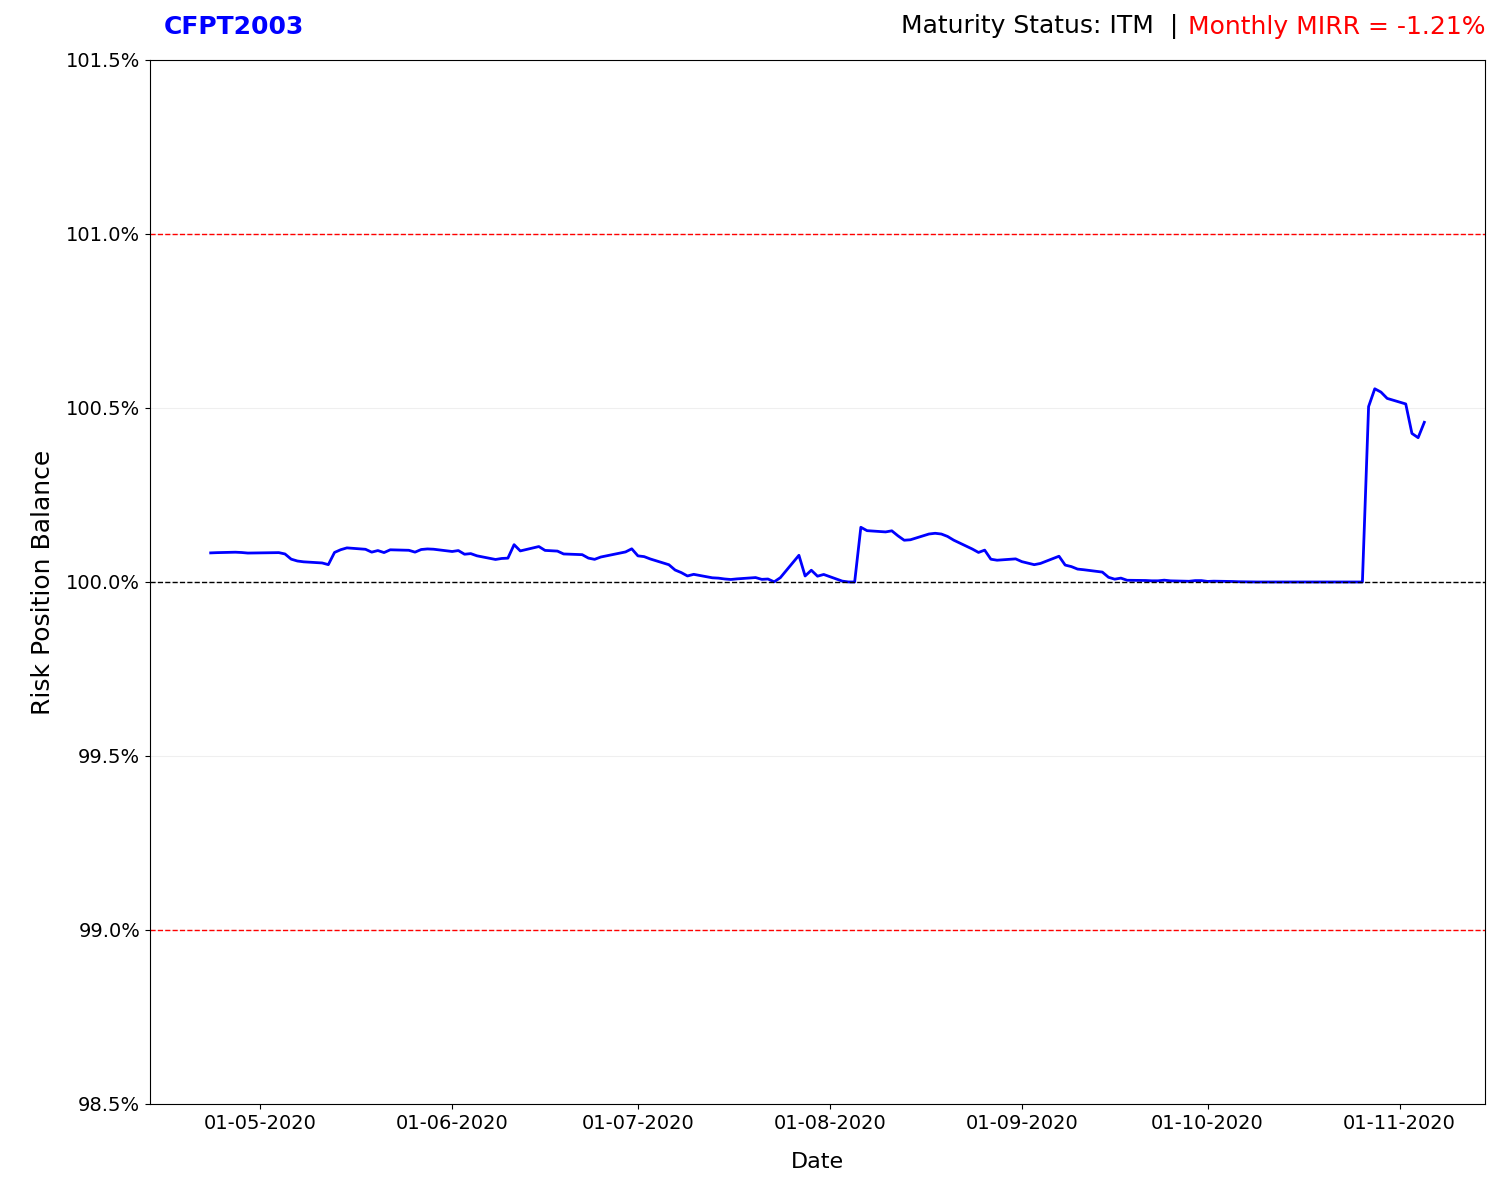 CFPT2003
Maturity Status: ITM | Monthly MIRR = -1.21%
101.5%
101.0%
100.5%
100.0%
99.5%
99.0%
98.5%
Risk Position Balance
01-05-2020 01-06-2020 01-07-2020 01-08-2020 01-09-2020 01-10-2020 01-11-2020
Date